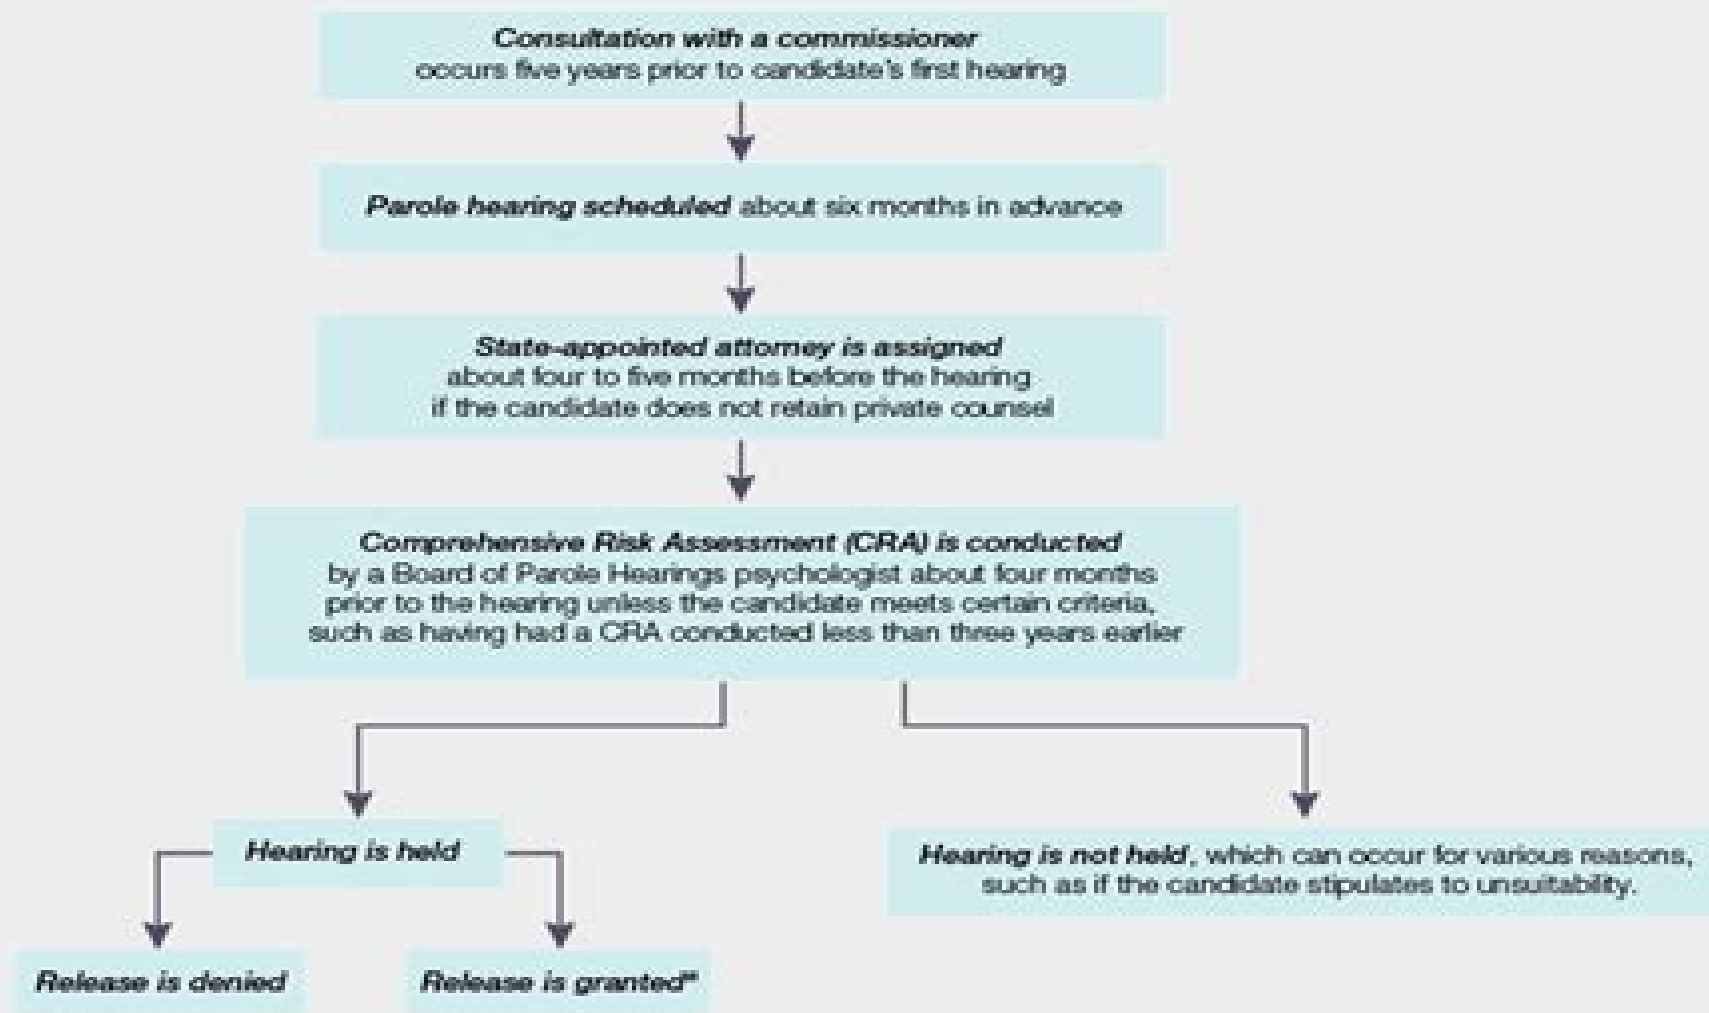 Consultation with a commissioner
occurs five years prior to candidate's first hearing
Parole hearing scheduled about six months in advance
State-appointed attorney is assigned
about four to five months before the hearing
if the candidate does not retain private counsel
Comprehensive Risk Assessment (CRA) is conducted
by a Board of Parole Hearings psychologist about four months
prior to the hearing unless the candidate meets certain criteria,
such as having had a CRA conducted less than three years earlier
Hearing is held
Hearing is not held, which can occur for various reasons,
such as if the candidate stipulates to unsuitability.
Release is denied
Release is granted